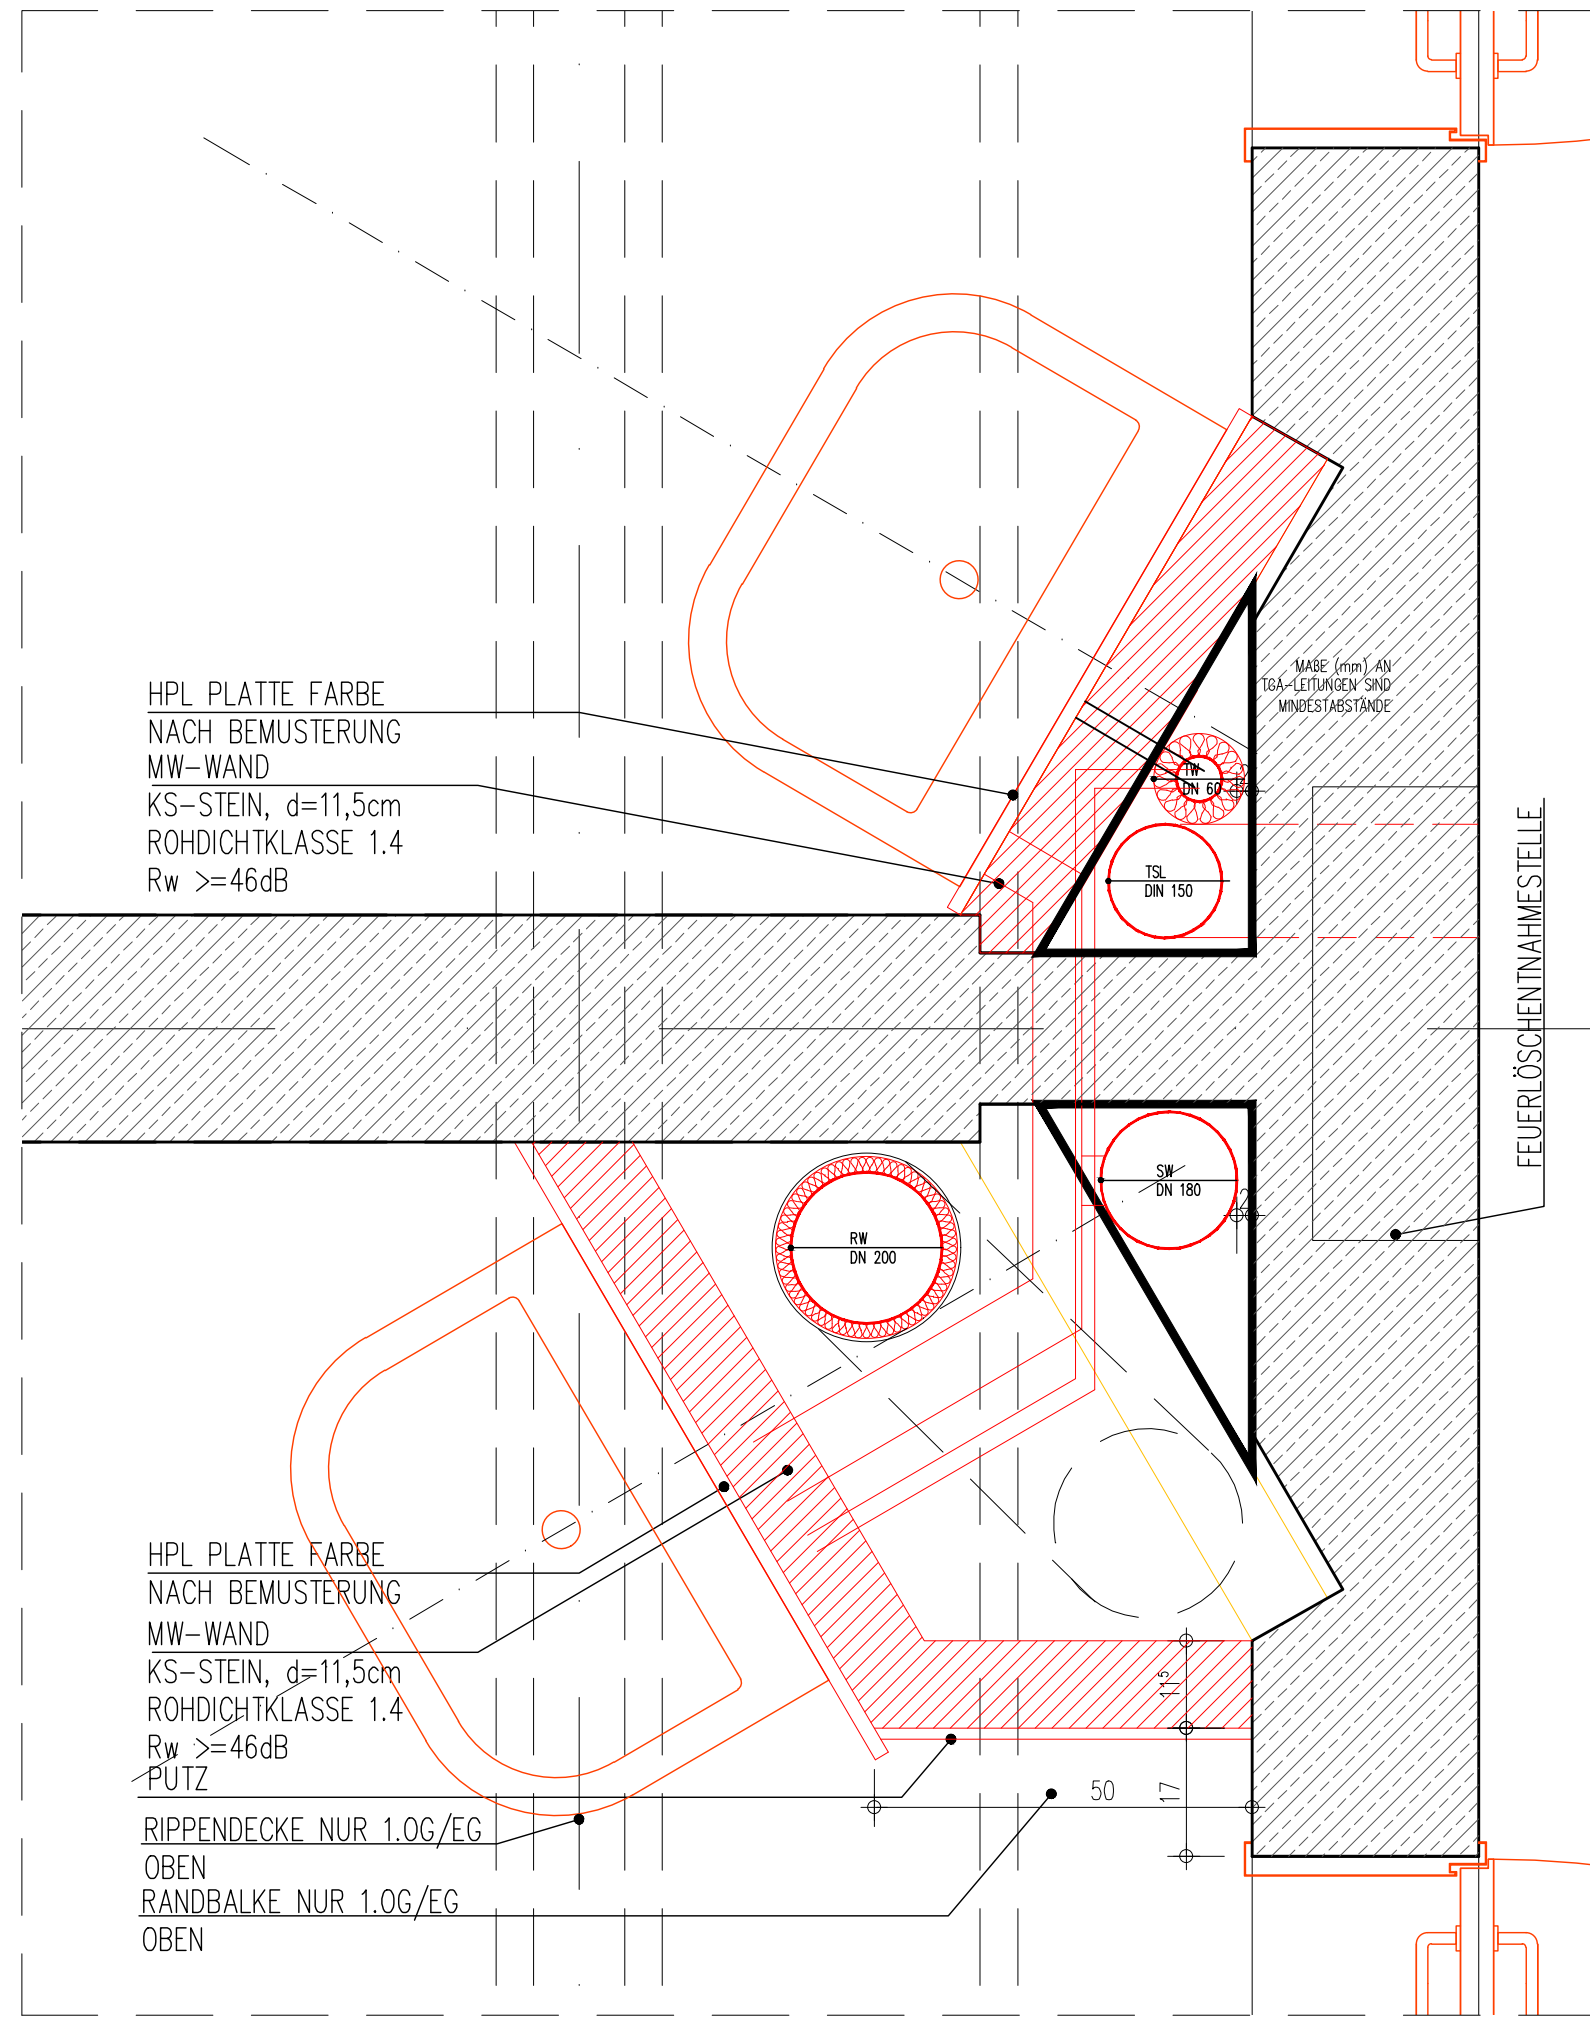 HPL PLATTE FARBE
NACH BEMUSTERUNG
MW-WAND
KS-STEIN, d=11,5cm
ROHDICHTKLASSE 1.4
Rw >=46dB
MAßE (mm) AN
TGA-LEITUNGEN SIND
MINDESTABSTÄNDE
TW
DN 60
TSL
DIN 150
FEUERLÖSCHENTNAHMESTELLE
SW
DN 180
RW
DN 200
HPL PLATTE FARBE
NACH BEMUSTERUNG
MW-WAND
KS-STEIN, d=11,5cm
ROHDICHTKLASSE 1.4
Rw >=46dB
PUTZ
RIPPENDECKE NUR 1.OG/EG
OBEN
RANDBALKE NUR 1.OG/EG
OBEN
11⁵
50
17